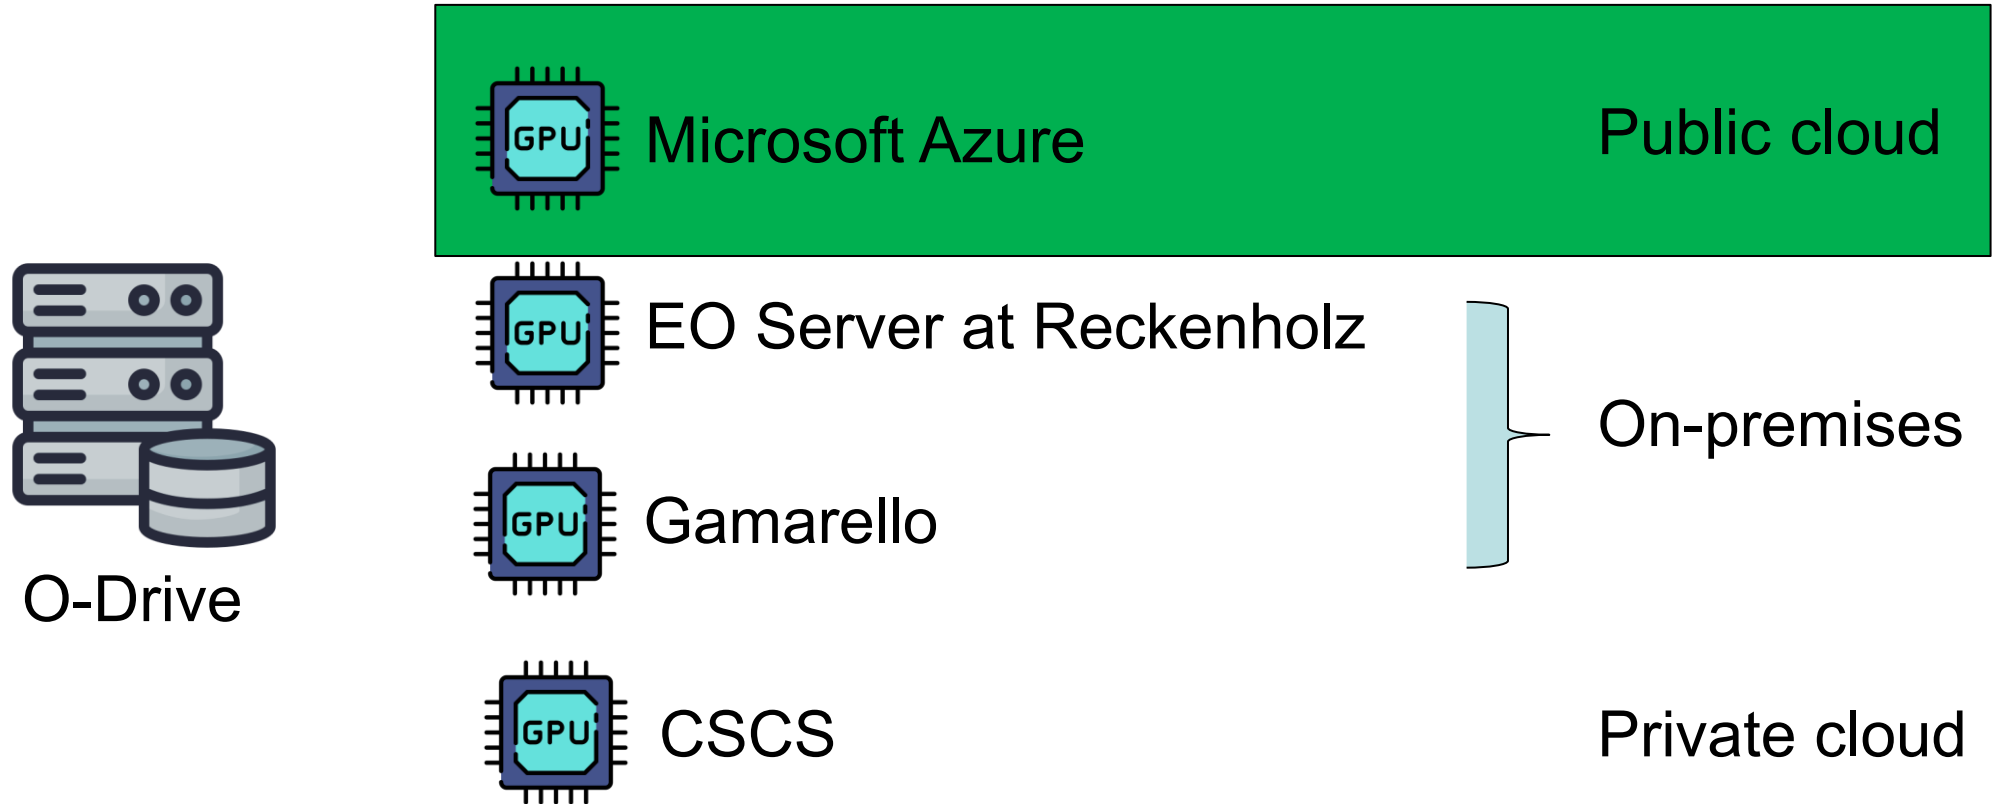 GPU Microsoft Azure Public cloud
GPU EO Server at Reckenholz
On-premises
GPU Gamarello
O-Drive
GPU CSCS Private cloud